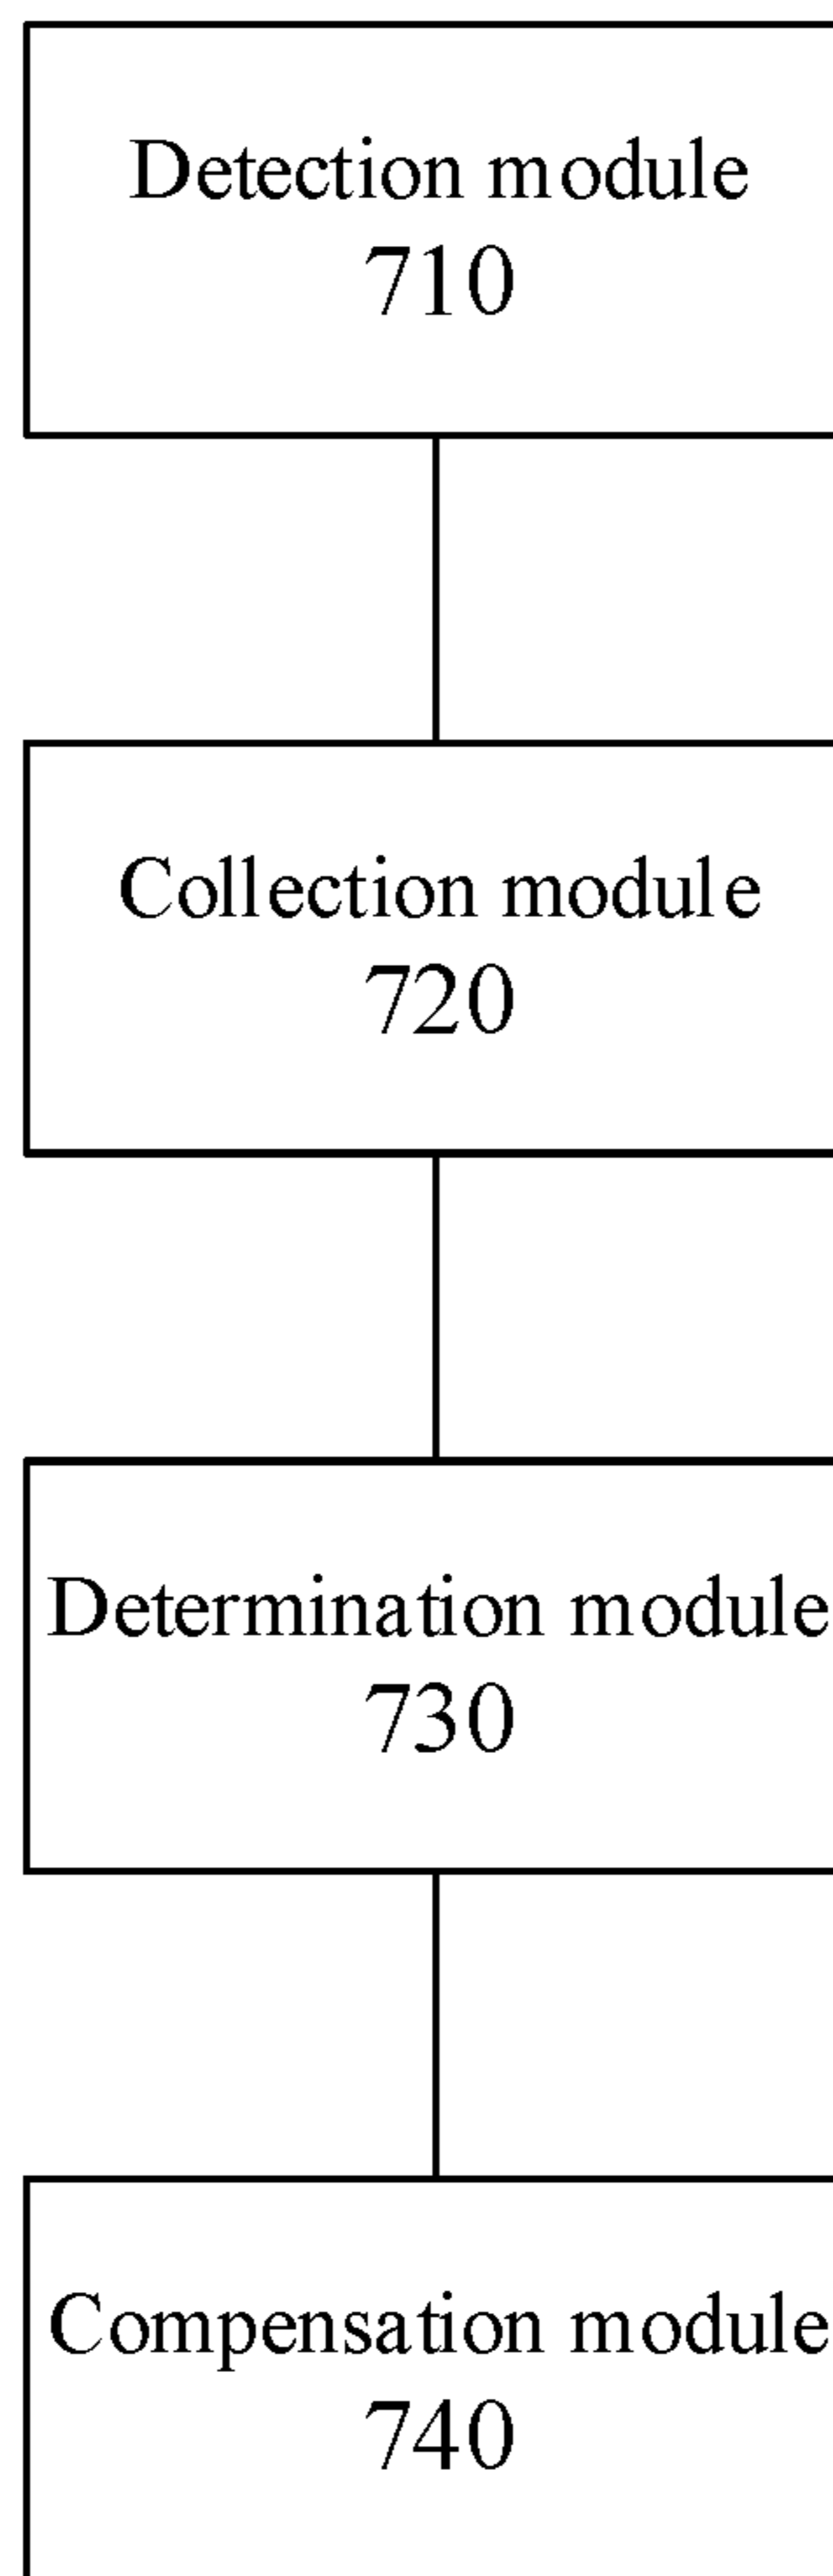 Detection module
710
Collection module
720
Determination module
730
Compensation module
740